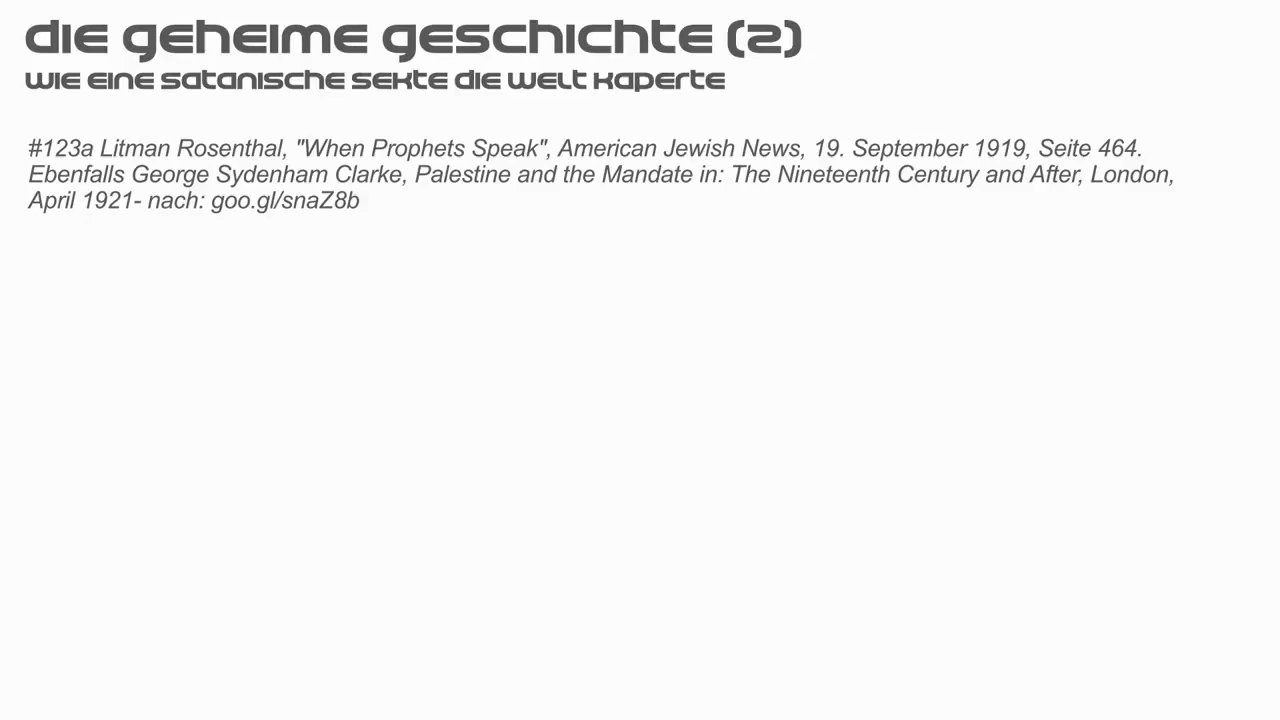 DIE GEHEIME GESCHICHTE (2)
WIE EINE SATANISCHE SEKTE DIE WELT KAPERTE
#123a Litman Rosenthal, "When Prophets Speak", American Jewish News, 19. September 1919, Seite 464.
Ebenfalls George Sydenham Clarke, Palestine and the Mandate in: The Nineteenth Century and After, London,
April 1921- nach: goo.gl/snaZ8b